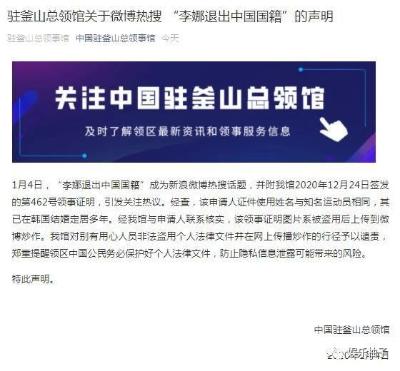 驻釜山总领馆关于微博热搜 “李娜退出中国国籍”的声明
驻釜山总领事馆 中国驻釜山总领事馆 今天
关注中国驻釜山总领馆
及时了解领区最新资讯和领事服务信息
1月4日，“李娜退出中国国籍”成为新浪微博热搜话题，并附我馆2020年12月24日签发
的第462号领事证明，引发关注热议。经查，该申请人证件使用姓名与知名运动员相同，其
已在韩国结婚定居多年。经我馆与申请人联系核实，该领事证明图片系被盗用后上传到微
博炒作。我馆对别有用心人员非法盗用个人法律文件并在网上传播炒作的行径予以谴责，
郑重提醒领区中国公民务必保护好个人法律文件，防止隐私信息泄露可能带来的风险。
特此声明。
中国驻釜山总领馆
娱乐柚子